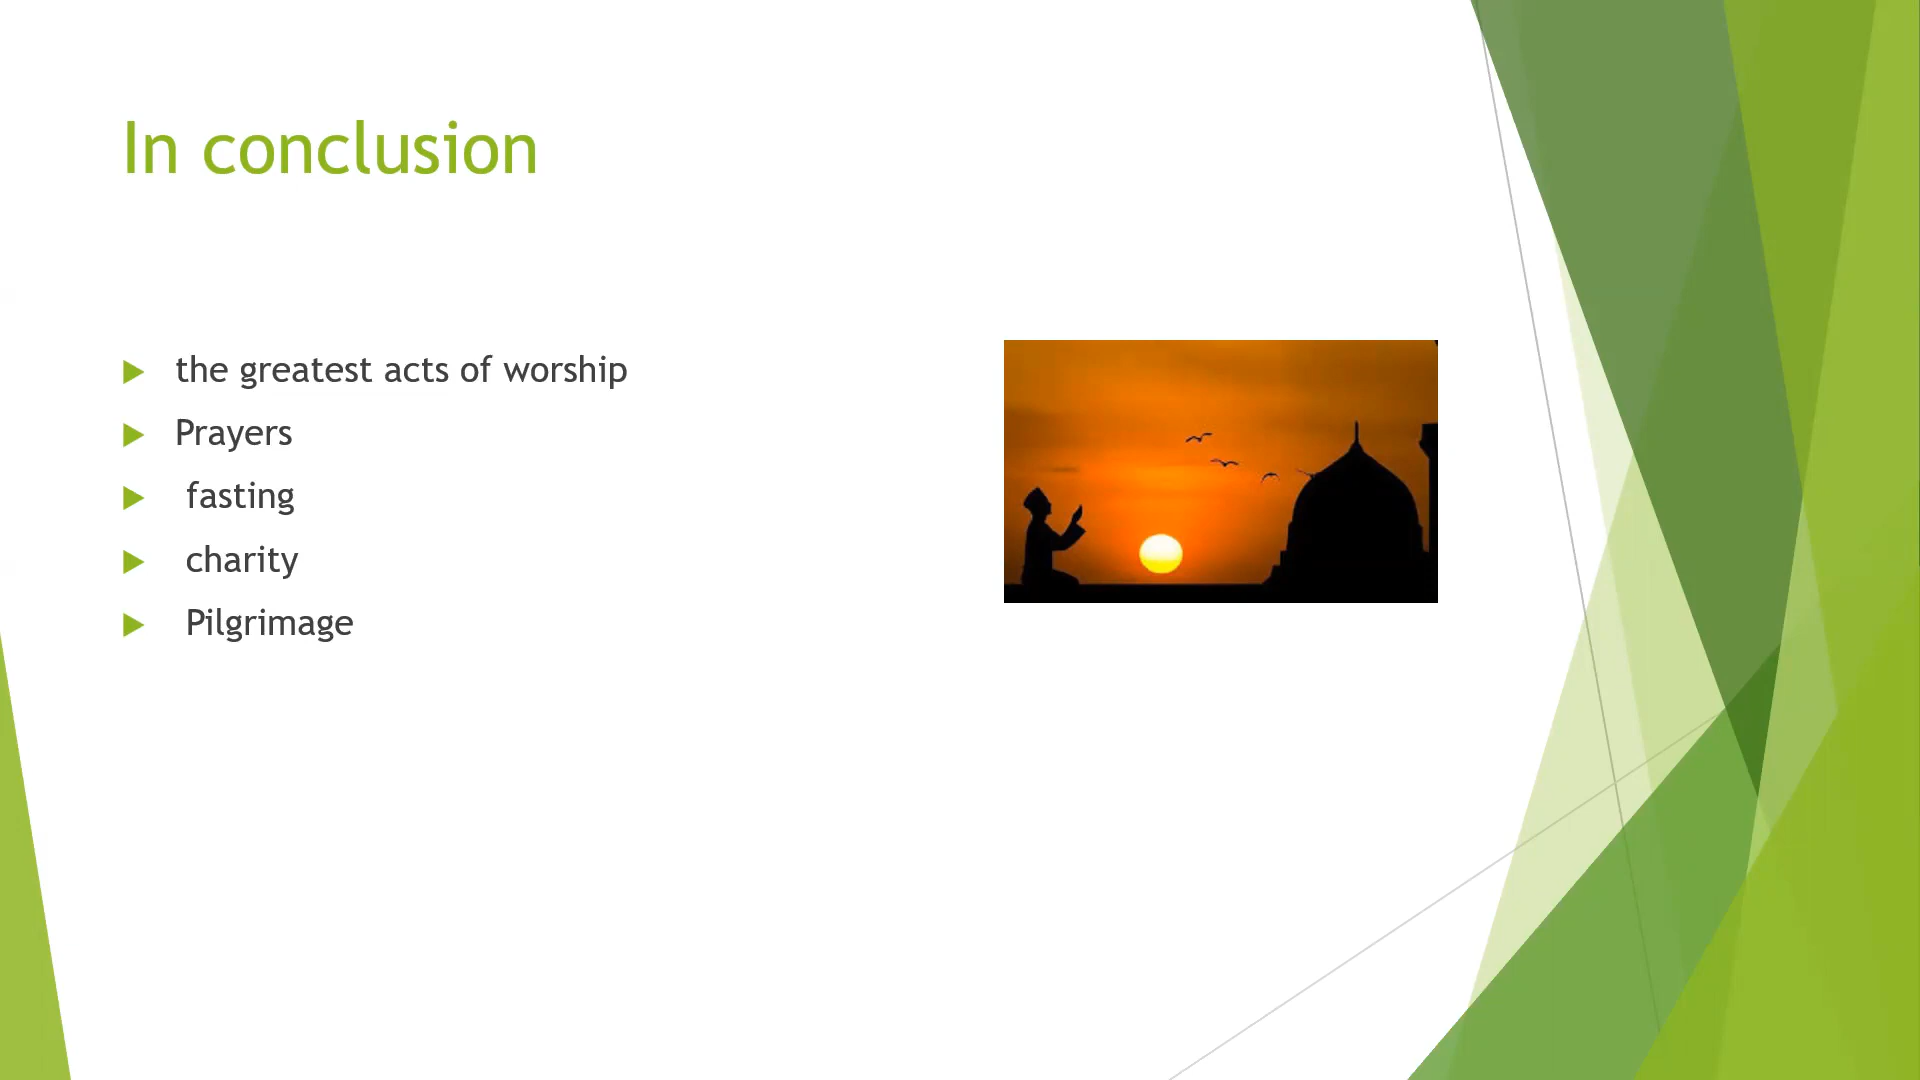 In conclusion
the greatest acts of worship
Prayers
fasting
charity
Pilgrimage